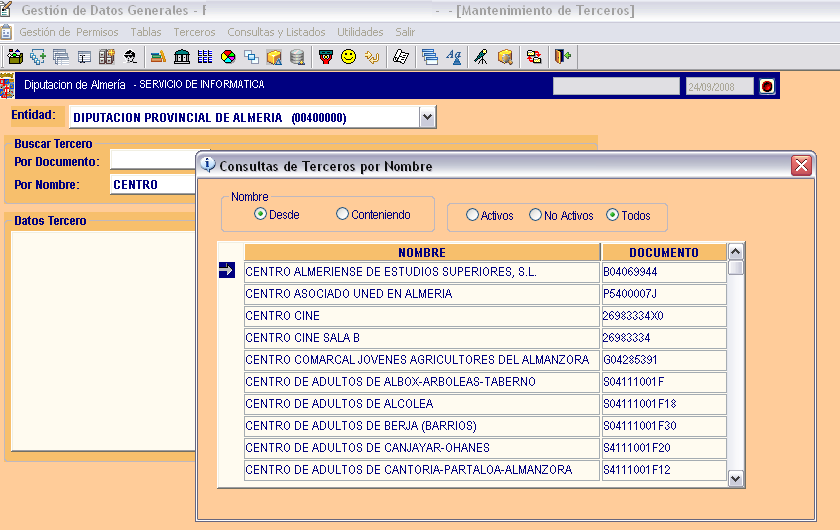 Gestión de Datos Generales - F - - [Mantenimiento de Terceros]
Gestión de Permisos Tablas Terceros Consultas y Listados Utilidades Salir
Diputacion de Almería - SERVICIO DE INFORMATICA 24/09/2008
Entidad: DIPUTACION PROVINCIAL DE ALMERIA (00400000)
Buscar Tercero
Por Documento:
Por Nombre: CENTRO
Datos Tercero
Consultas de Terceros por Nombre
Nombre
Desde Conteniendo Activos No Activos Todos
NOMBRE DOCUMENTO
CENTRO ALMERIENSE DE ESTUDIOS SUPERIORES, S.L. B04069944
CENTRO ASOCIADO UNED EN ALMERIA P5400007J
CENTRO CINE 26983334X0
CENTRO CINE SALA B 26983334
CENTRO COMARCAL JOVENES AGRICULTORES DEL ALMANZORA G04285391
CENTRO DE ADULTOS DE ALBOX-ARBOLEAS-TABERNO S04111001F
CENTRO DE ADULTOS DE ALCOLEA S04111001F18
CENTRO DE ADULTOS DE BERJA (BARRIOS) S04111001F30
CENTRO DE ADULTOS DE CANJAYAR-OHANES S4111001F20
CENTRO DE ADULTOS DE CANTORIA-PARTALOA-ALMANZORA S4111001F12